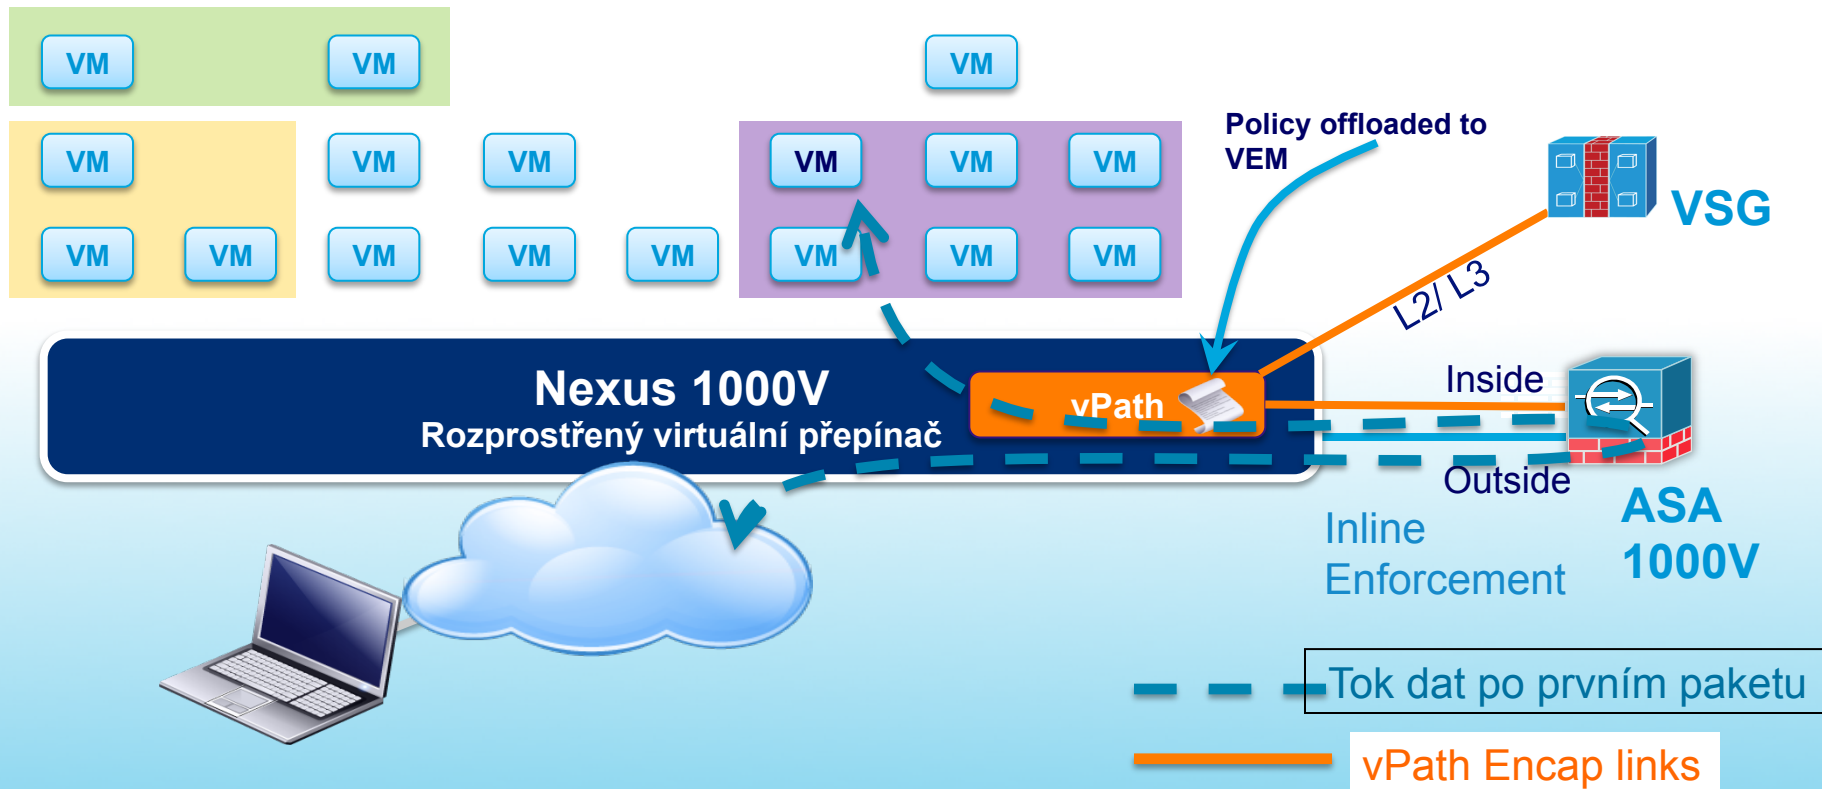 VM VM VM
VM VM VM VM VM VM
VM VM VM VM VM VM VM VM
Policy offloaded to
VEM
VSG
L2/ L3
Nexus 1000V
Rozprostřený virtuální přepínač
vPath
Inside
Outside
ASA
1000V
Inline
Enforcement
Tok dat po prvním paketu
vPath Encap links